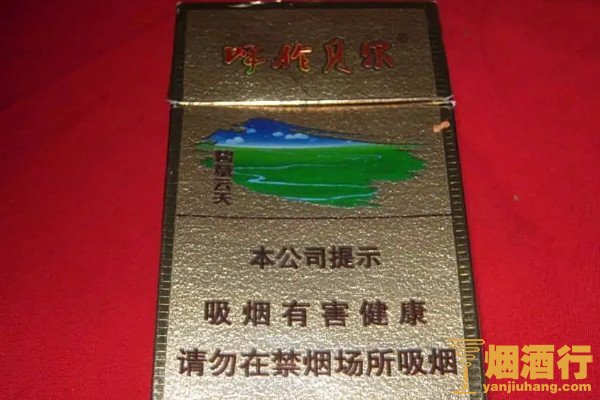 呼伦贝尔®
碧草云天
本公司提示
吸烟有害健康
请勿在禁烟场所吸烟
烟酒行
yanjiuhang.com